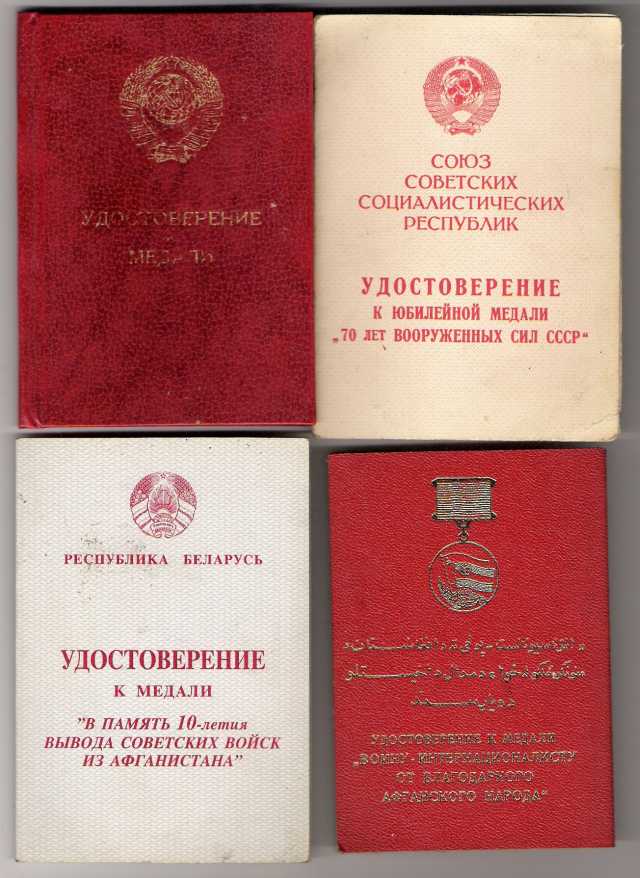 УДОСТОВЕРЕНИЕ
МЕДАЛИ
СОЮЗ
СОВЕТСКИХ
СОЦИАЛИСТИЧЕСКИХ
РЕСПУБЛИК
УДОСТОВЕРЕНИЕ
К ЮБИЛЕЙНОЙ МЕДАЛИ
„70 ЛЕТ ВООРУЖЕННЫХ СИЛ СССР“
РЕСПУБЛИКА БЕЛАРУСЬ
УДОСТОВЕРЕНИЕ
К МЕДАЛИ
"В ПАМЯТЬ 10-летия
ВЫВОДА СОВЕТСКИХ ВОЙСК
ИЗ АФГАНИСТАНА"
УДОСТОВЕРЕНИЕ К МЕДАЛИ
„ВОИНУ-ИНТЕРНАЦИОНАЛИСТУ
ОТ БЛАГОДАРНОГО
АФГАНСКОГО НАРОДА“